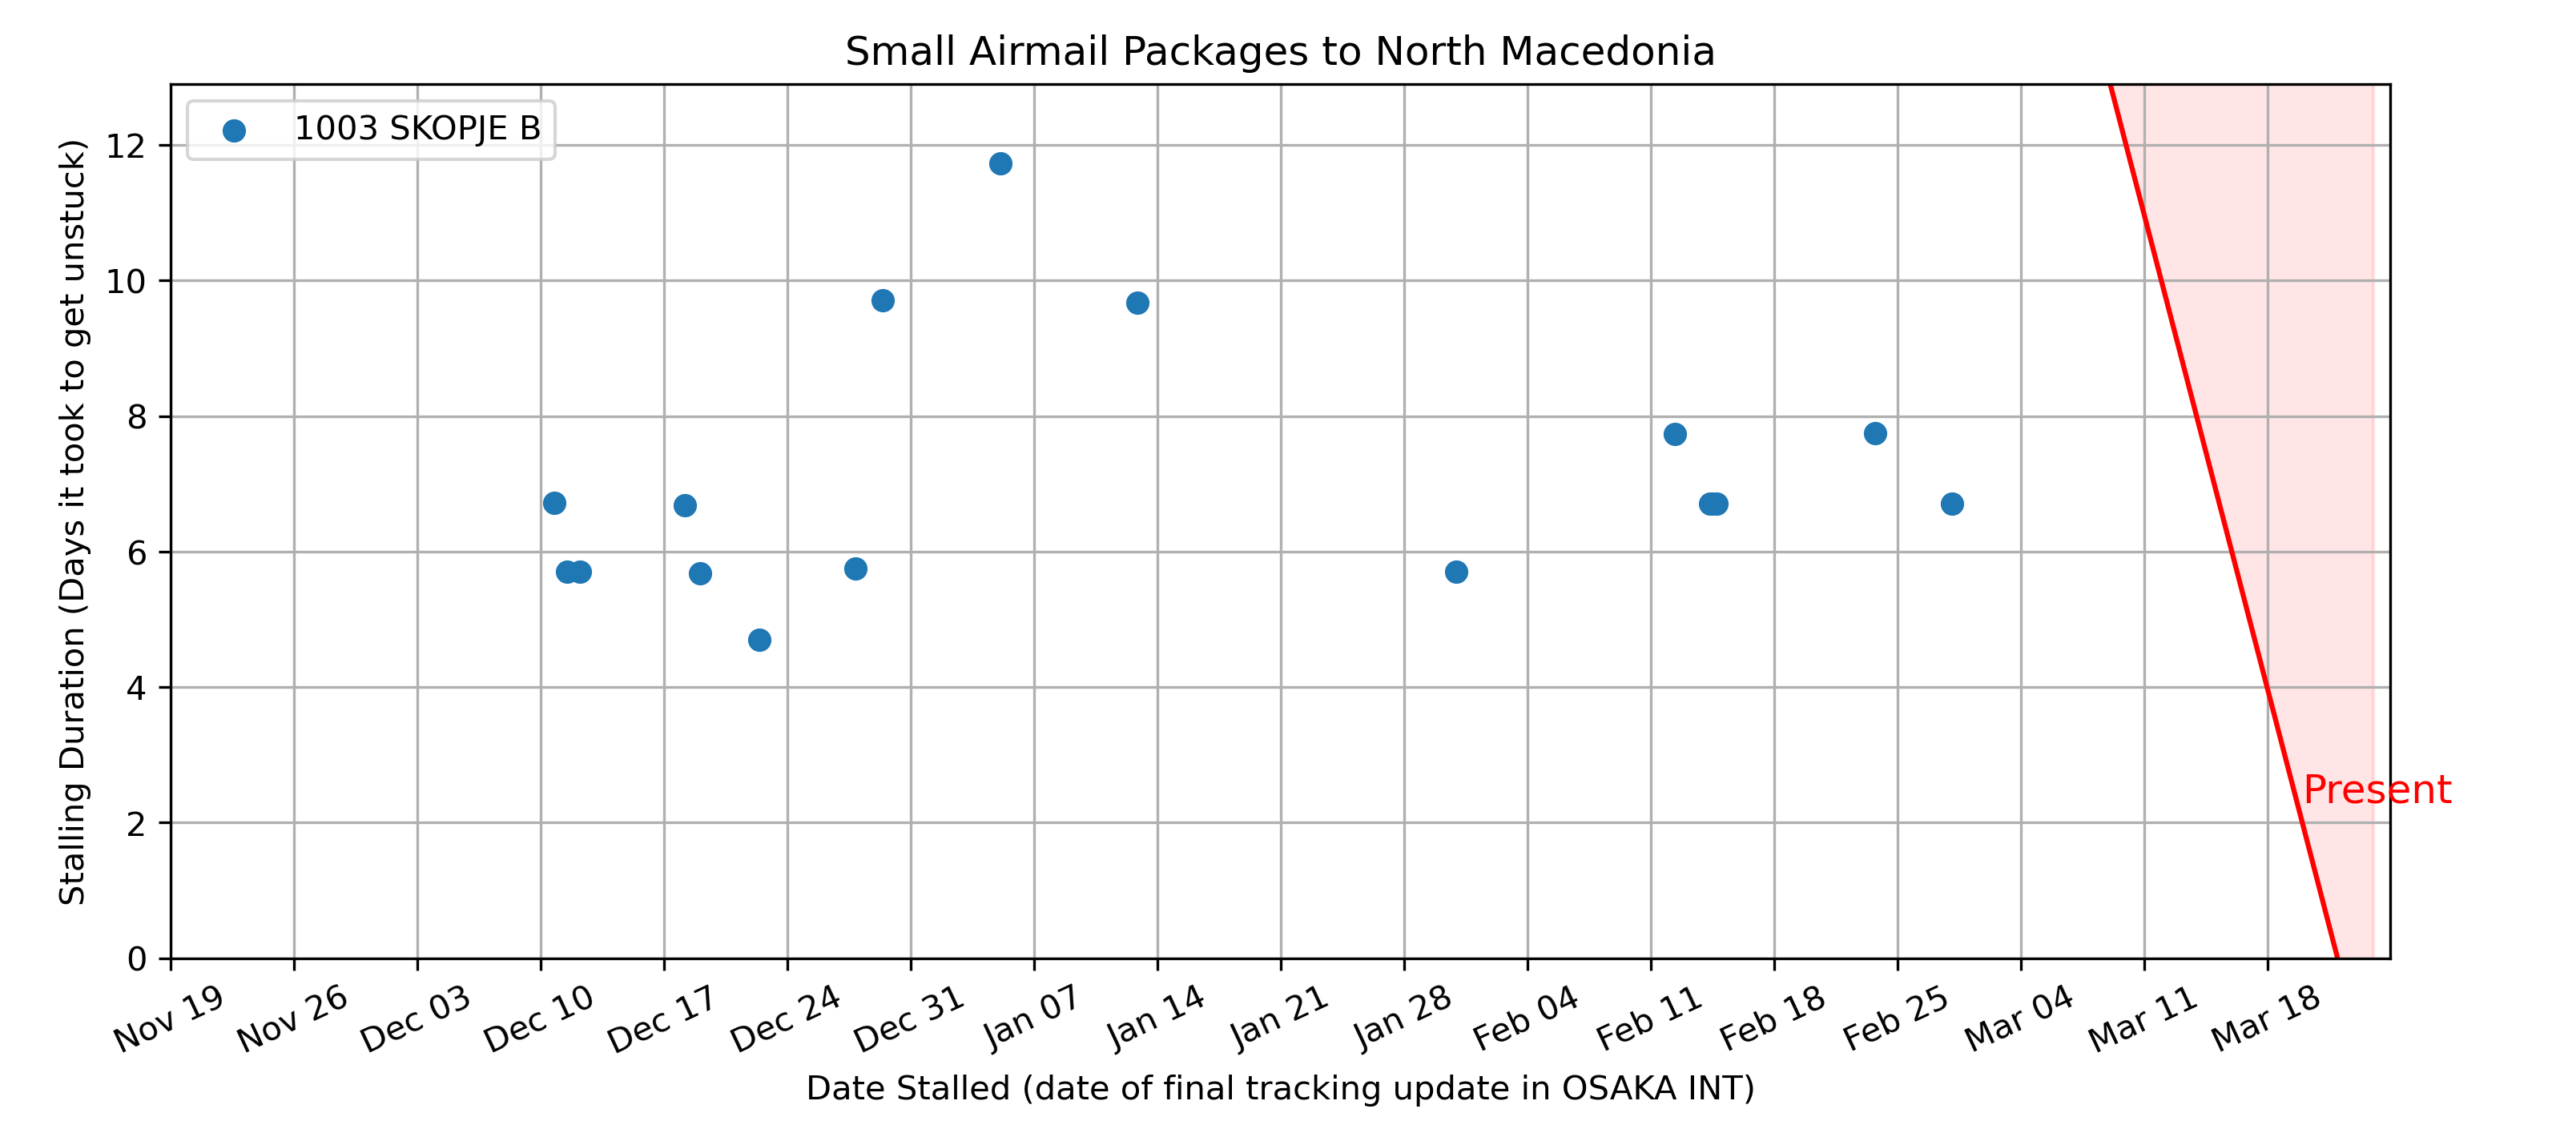 Small Airmail Packages to North Macedonia
1003 SKOPJE B
Stalling Duration (Days it took to get unstuck)
12
10
8
6
4
2
0
Present
Nov 19
Nov 26
Dec 03
Dec 10
Dec 17
Dec 24
Dec 31
Jan 07
Jan 14
Jan 21
Jan 28
Feb 04
Feb 11
Feb 18
Feb 25
Mar 04
Mar 11
Mar 18
Date Stalled (date of final tracking update in OSAKA INT)